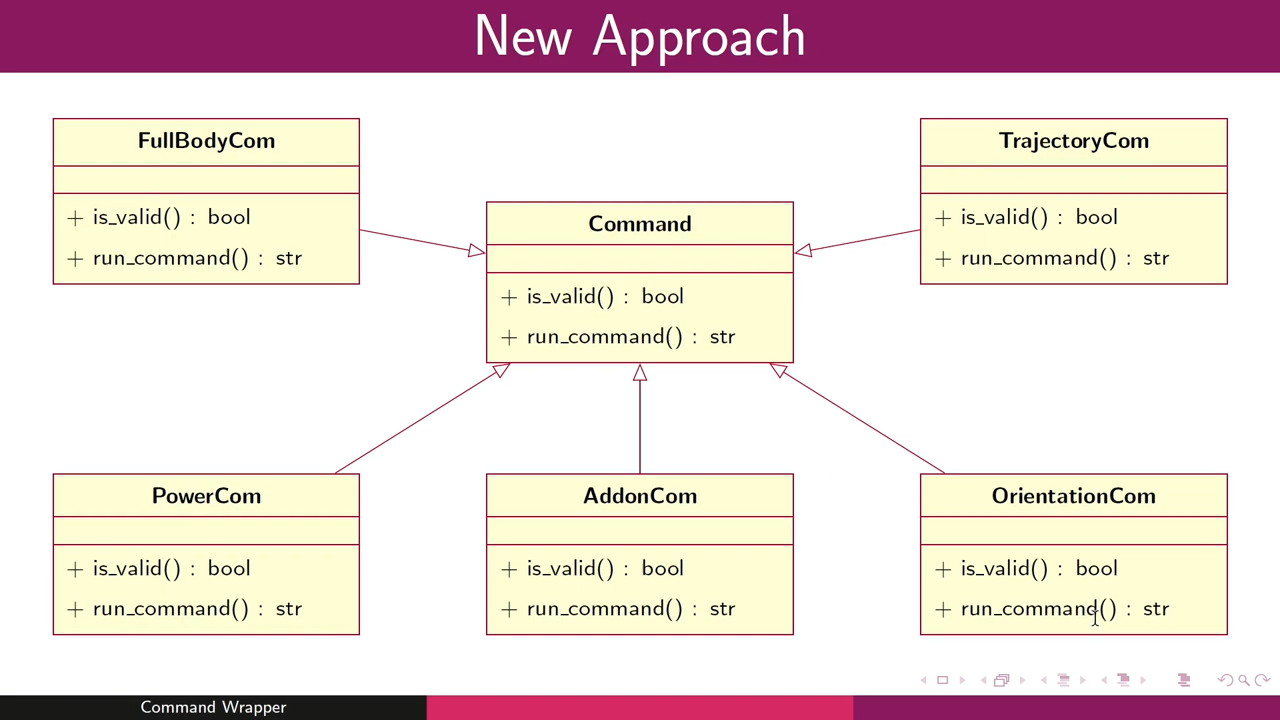 New Approach
FullBodyCom
+ is_valid() : bool
+ run_command() : str
TrajectoryCom
+ is_valid() : bool
+ run_command() : str
Command
+ is_valid() : bool
+ run_command() : str
PowerCom
+ is_valid() : bool
+ run_command() : str
AddonCom
+ is_valid() : bool
+ run_command() : str
OrientationCom
+ is_valid() : bool
+ run_command() : str
Command Wrapper